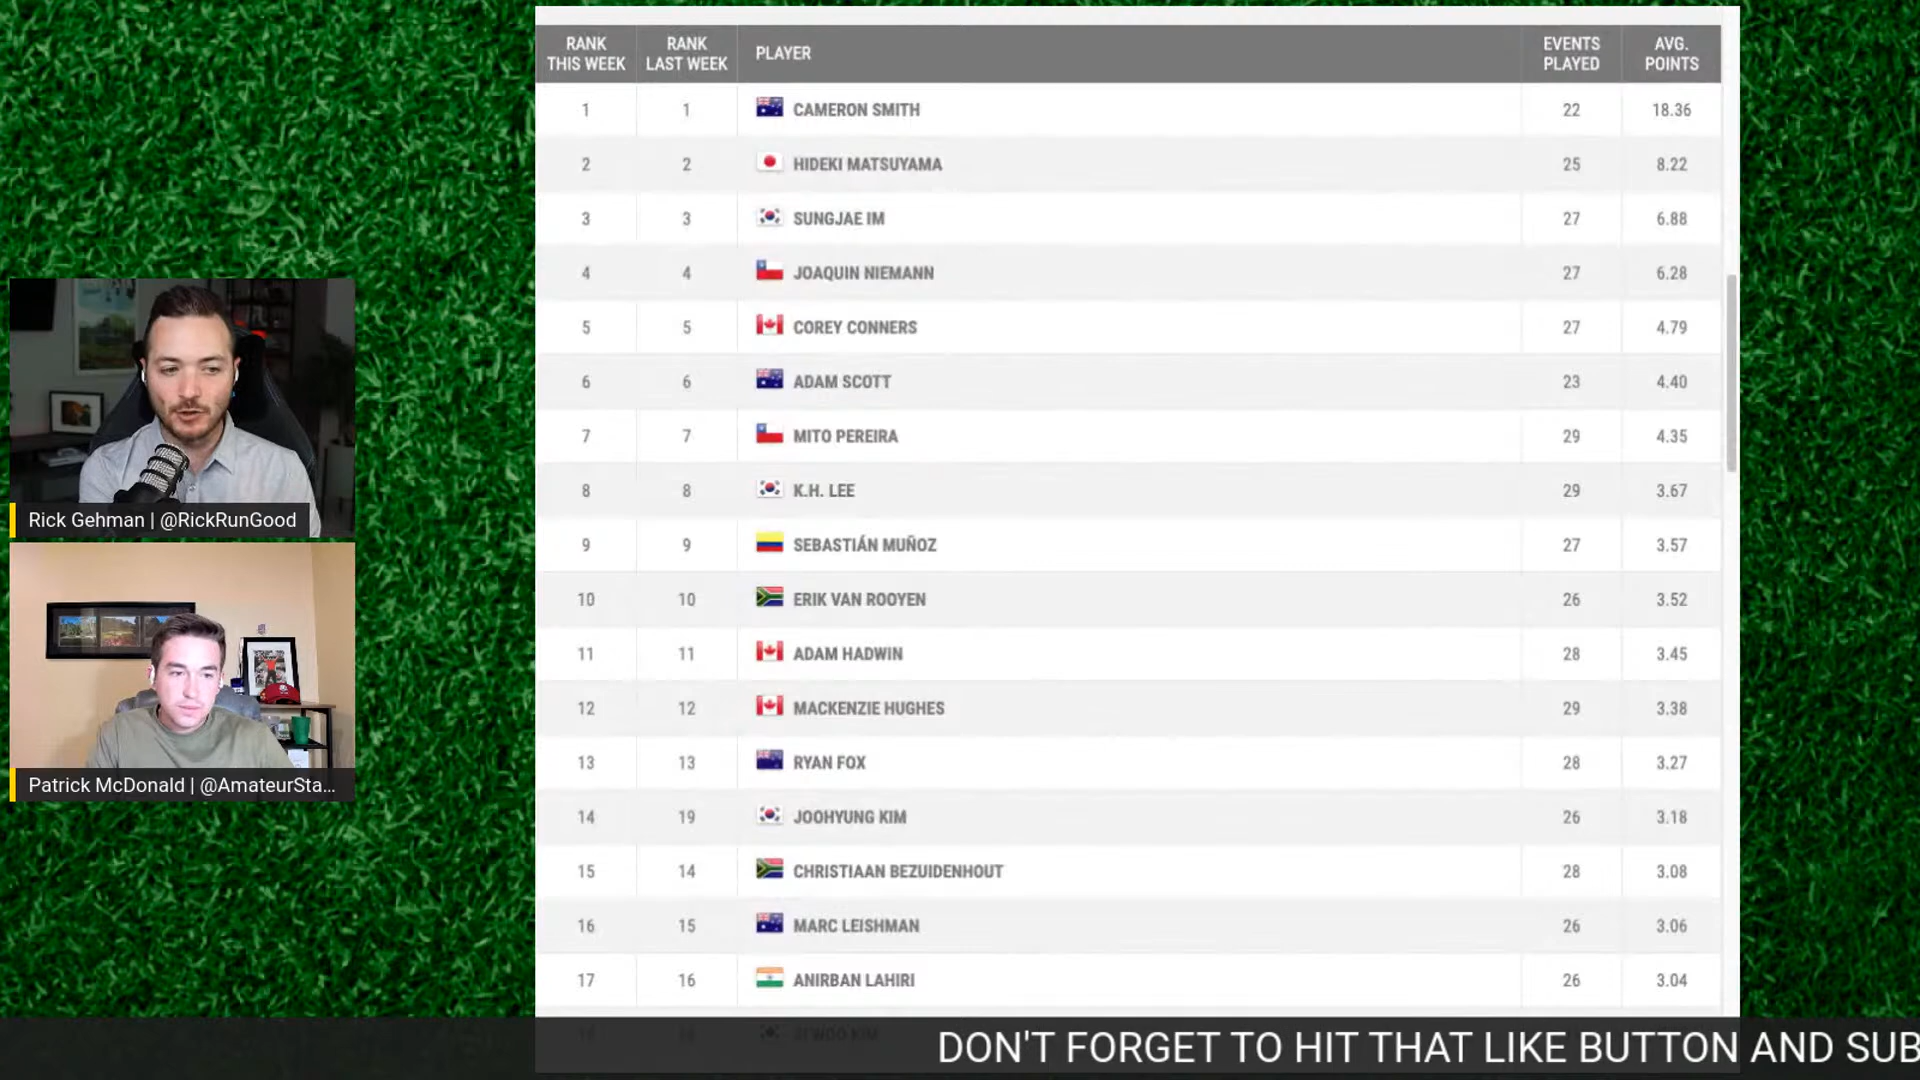 RANK THIS WEEK RANK LAST WEEK PLAYER EVENTS PLAYED AVG. POINTS
1 1 CAMERON SMITH 22 18.36
2 2 HIDEKI MATSUYAMA 25 8.22
3 3 SUNGJAE IM 27 6.88
4 4 JOAQUIN NIEMANN 27 6.28
5 5 COREY CONNERS 27 4.79
6 6 ADAM SCOTT 23 4.40
7 7 MITO PEREIRA 29 4.35
8 8 K.H. LEE 29 3.67
9 9 SEBASTIÁN MUÑOZ 27 3.57
10 10 ERIK VAN ROOYEN 26 3.52
11 11 ADAM HADWIN 28 3.45
12 12 MACKENZIE HUGHES 29 3.38
13 13 RYAN FOX 28 3.27
14 19 JOOHYUNG KIM 26 3.18
15 14 CHRISTIAAN BEZUIDENHOUT 28 3.08
16 15 MARC LEISHMAN 26 3.06
17 16 ANIRBAN LAHIRI 26 3.04
Rick Gehman | @RickRunGood
Patrick McDonald | @AmateurSta...
DON'T FORGET TO HIT THAT LIKE BUTTON AND SUB